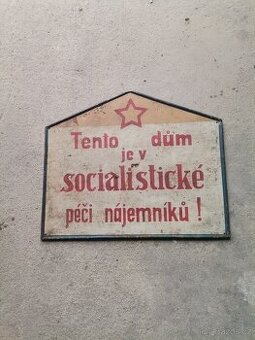 Tento dům
je v
socialistické
péči nájemníků !